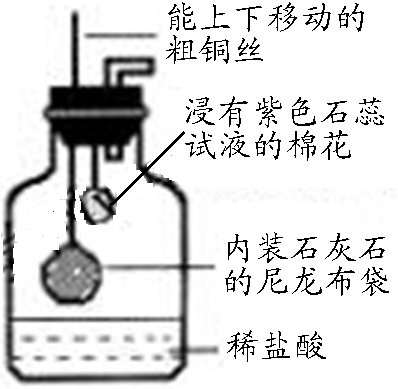 能上下移动的
粗铜丝
浸有紫色石蕊
试液的棉花
内装石灰石
的尼龙布袋
稀盐酸